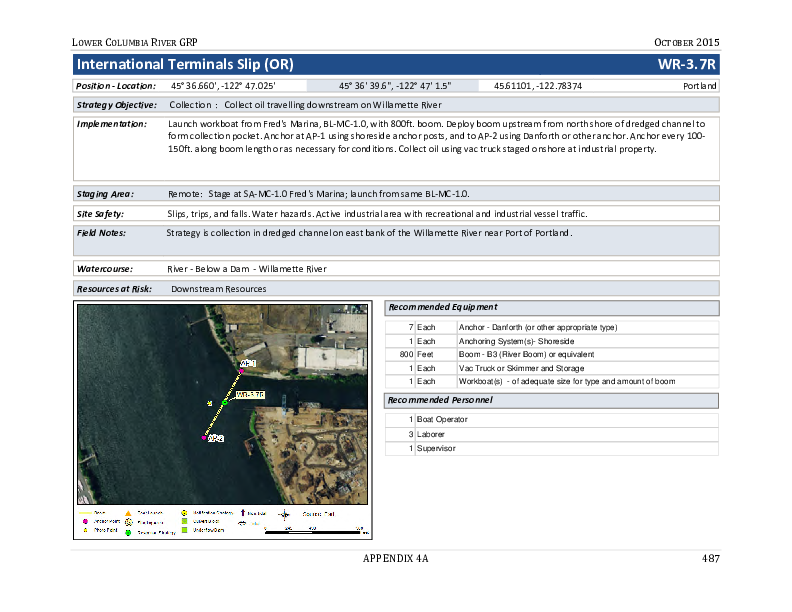 LOWER COLUMBIA RIVER GRP OCTOBER 2015
International Terminals Slip (OR) WR-3.7R
Position - Location: 45° 36.660', -122° 47.025' 45° 36' 39.6", -122° 47' 1.5" 45.61101, -122.78374 Portland
Strategy Objective: Collection : Collect oil travelling downstream on Willamette River
Implementation: Launch workboat from Fred's Marina, BL-MC-1.0, with 800ft. boom. Deploy boom upstream from north shore of dredged channel to
form collection pocket. Anchor at AP-1 using shoreside anchor posts, and to AP-2 using Danforth or other anchor. Anchor every 100-
150ft. along boom length or as necessary for conditions. Collect oil using vac truck staged onshore at industrial property.
Staging Area: Remote: Stage at SA-MC-1.0 Fred's Marina; launch from same BL-MC-1.0.
Site Safety: Slips, trips, and falls. Water hazards. Active industrial area with recreational and industrial vessel traffic.
Field Notes: Strategy is collection in dredged channel on east bank of the Willamette River near Port of Portland.
Watercourse: River - Below a Dam - Willamette River
Resources at Risk: Downstream Resources
Recommended Equipment
7 Each Anchor - Danforth (or other appropriate type)
1 Each Anchoring System(s)- Shoreside
800 Feet Boom - B3 (River Boom) or equivalent
1 Each Vac Truck or Skimmer and Storage
1 Each Workboat(s) - of adequate size for type and amount of boom
Recommended Personnel
1 Boat Operator
3 Laborer
1 Supervisor
AP-1
WR-3.7R
AP-2
Anchor Point
Photo Point
APPENDIX 4A 487